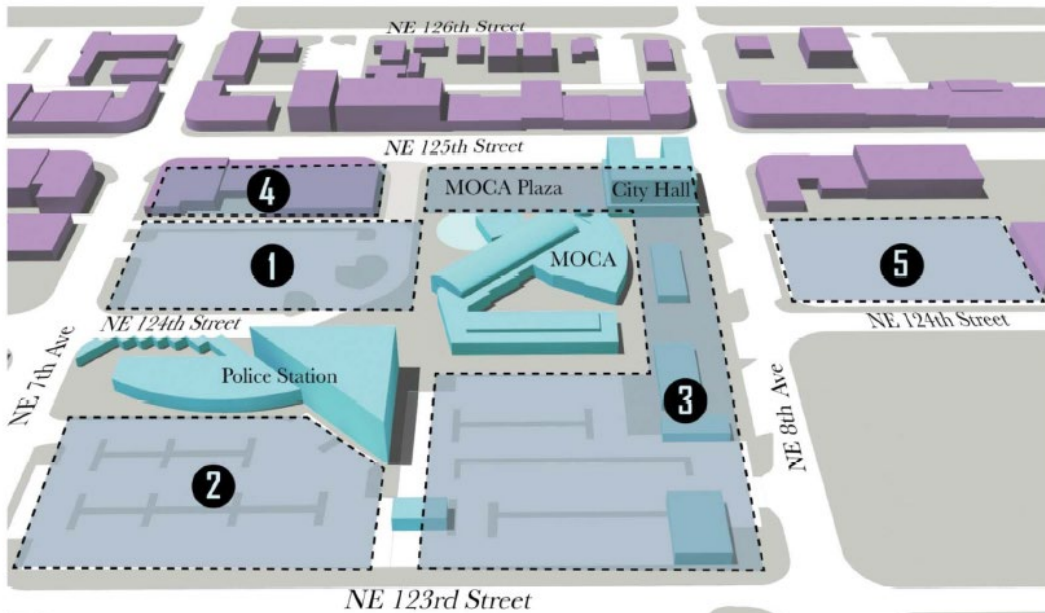 NE 126th Street
NE 125th Street
4
MOCA Plaza
City Hall
1
MOCA
5
NE 124th Street
NE 124th Street
NE 7th Ave
Police Station
3
NE 8th Ave
2
NE 123rd Street